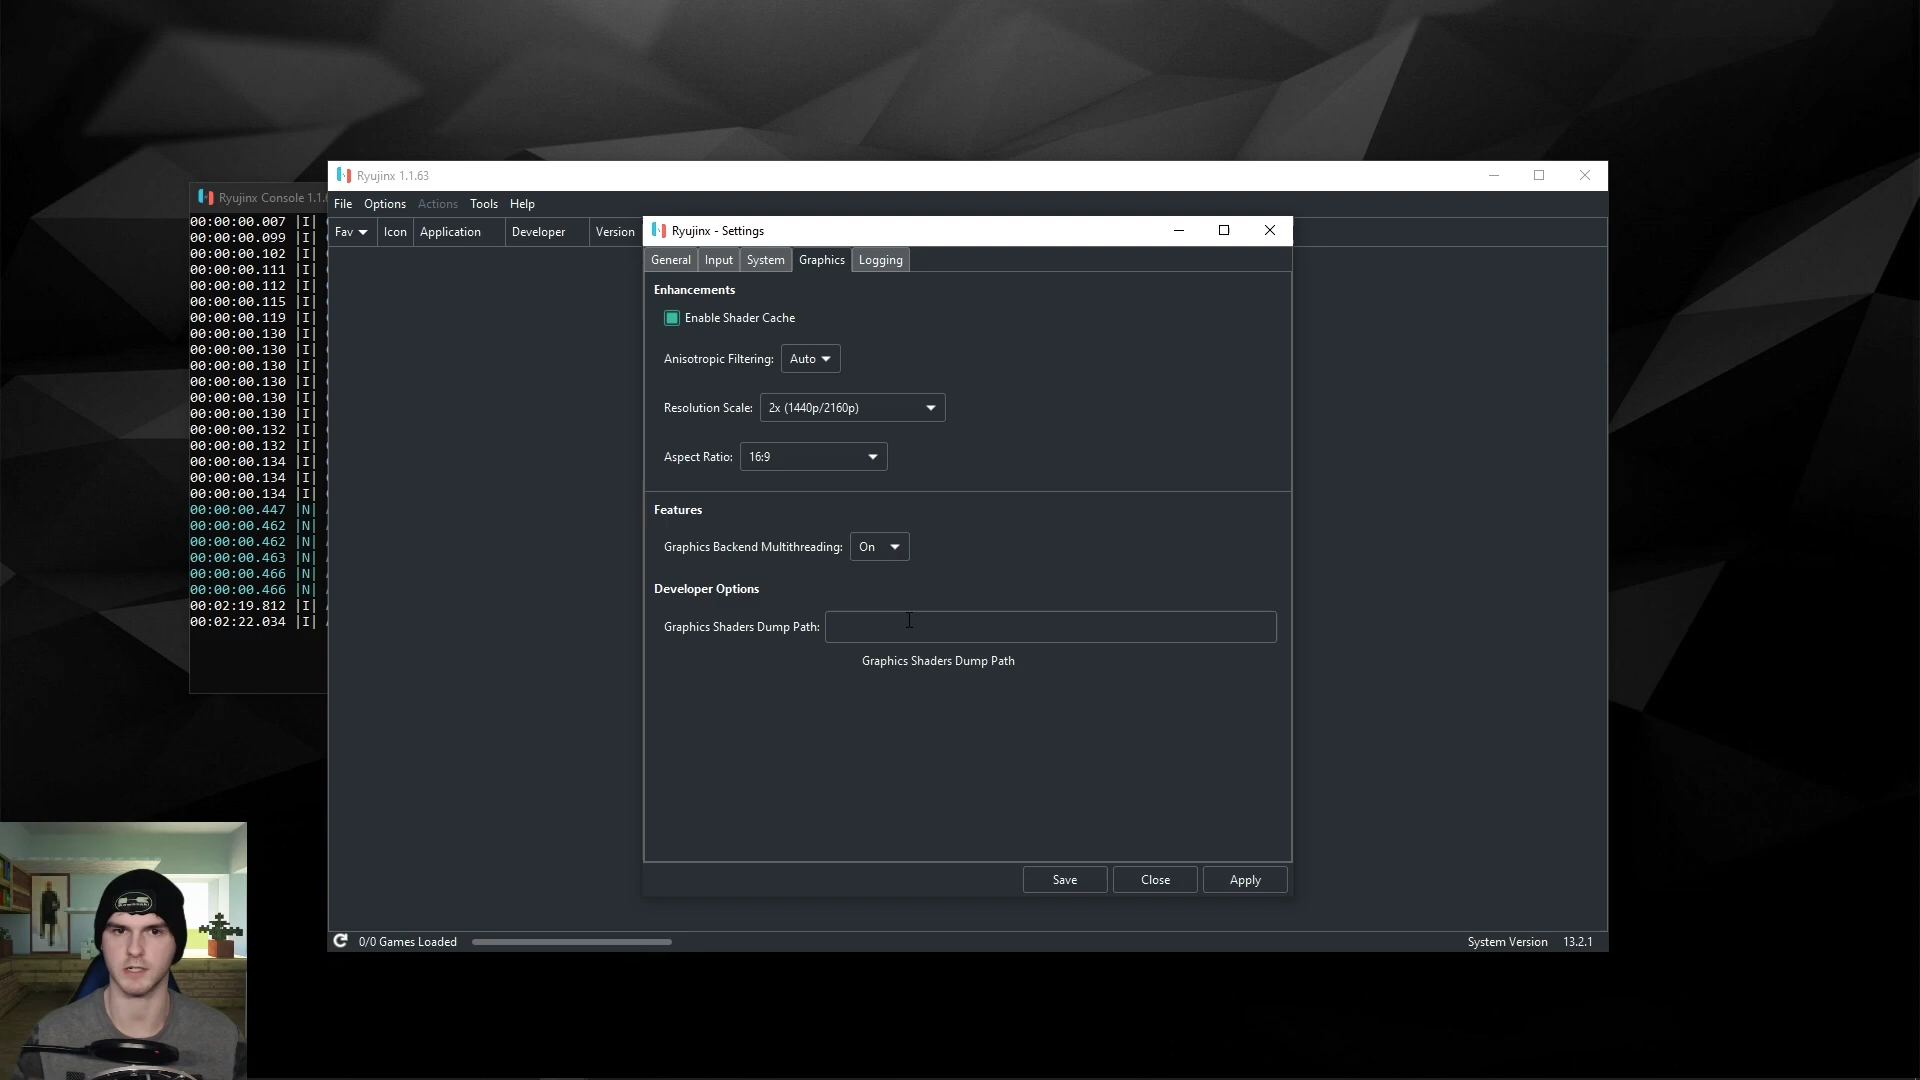 Ryujinx 1.1.63
Ryujinx Console 1.1.
File Options Actions Tools Help
Fav Icon Application Developer Version
Ryujinx - Settings
General Input System Graphics Logging
Enhancements
Enable Shader Cache
Anisotropic Filtering: Auto
Resolution Scale: 2x (1440p/2160p)
Aspect Ratio: 16:9
Features
Graphics Backend Multithreading: On
Developer Options
Graphics Shaders Dump Path:
Graphics Shaders Dump Path
Save Close Apply
00:00:00.007 |I|
00:00:00.099 |I|
00:00:00.102 |I|
00:00:00.111 |I|
00:00:00.112 |I|
00:00:00.115 |I|
00:00:00.119 |I|
00:00:00.130 |I|
00:00:00.130 |I|
00:00:00.130 |I|
00:00:00.130 |I|
00:00:00.130 |I|
00:00:00.130 |I|
00:00:00.132 |I|
00:00:00.132 |I|
00:00:00.134 |I|
00:00:00.134 |I|
00:00:00.134 |I|
00:00:00.447 |N|
00:00:00.462 |N|
00:00:00.462 |N|
00:00:00.463 |N|
00:00:00.466 |N|
00:00:00.466 |N|
00:02:19.812 |I|
00:02:22.034 |I|
0/0 Games Loaded
System Version 13.2.1